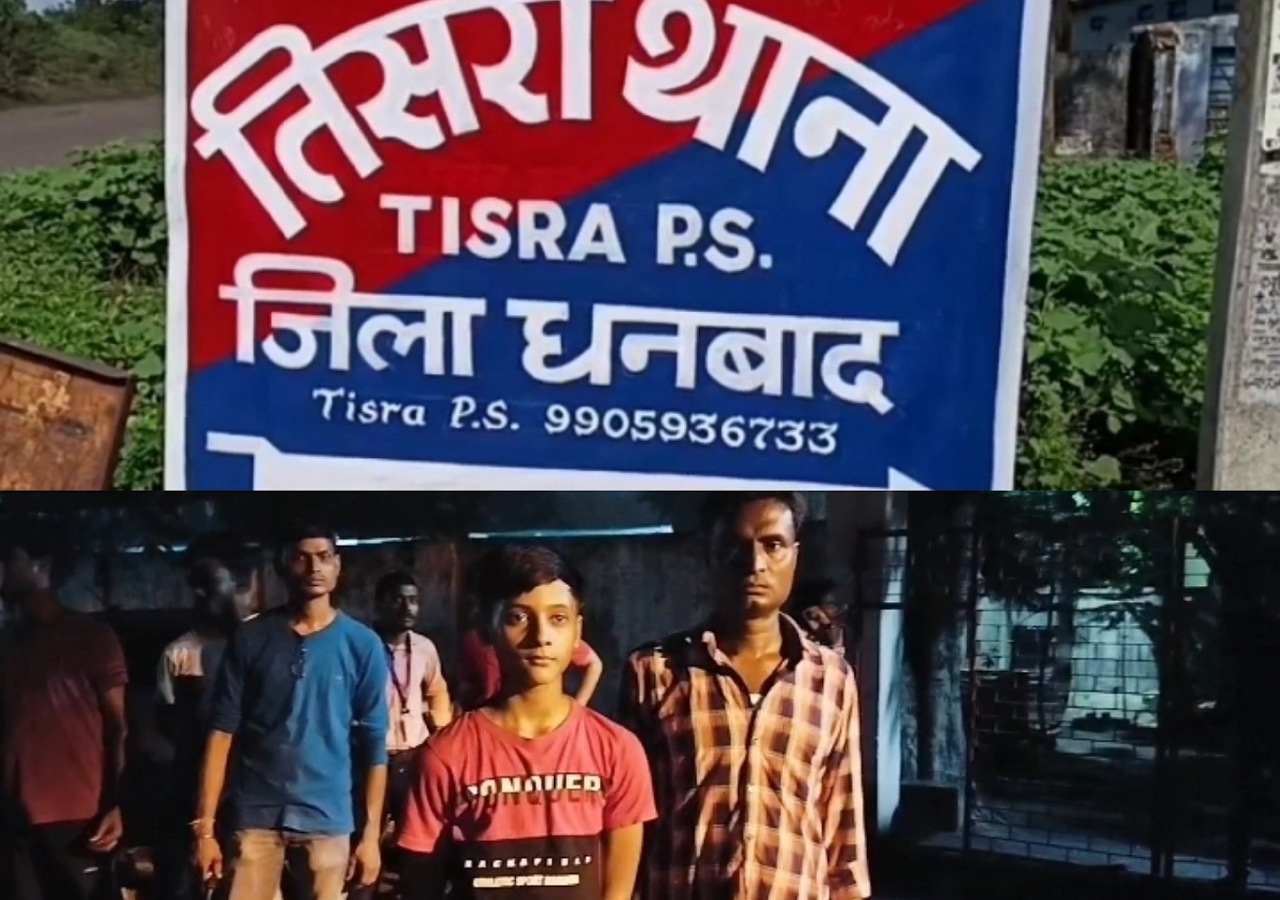 तिसरा थाना
TISRA P.S.
जिला धनबाद
Tisra P.S. 9905936733
CONQUER